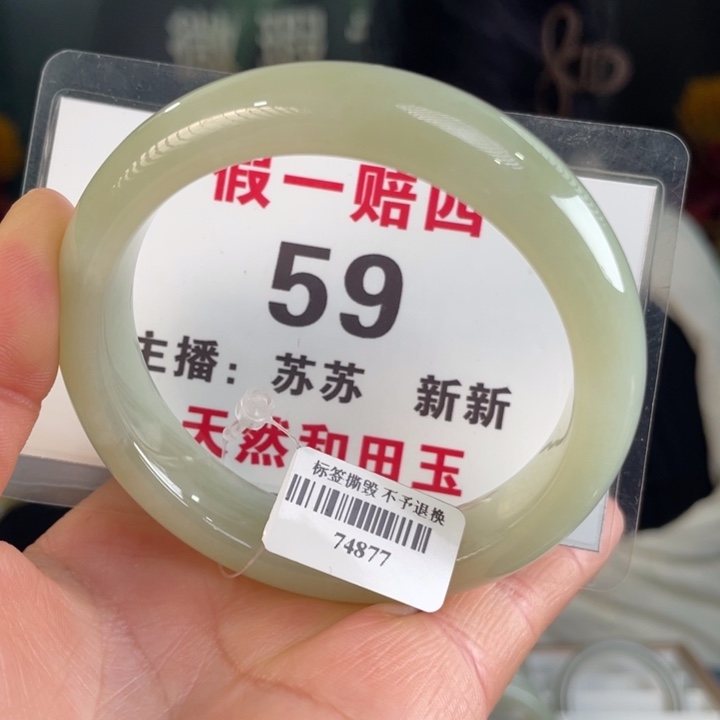 假一赔四
59
主播：苏苏 新新
天然和田玉
标签撕毁 不予退换
74877